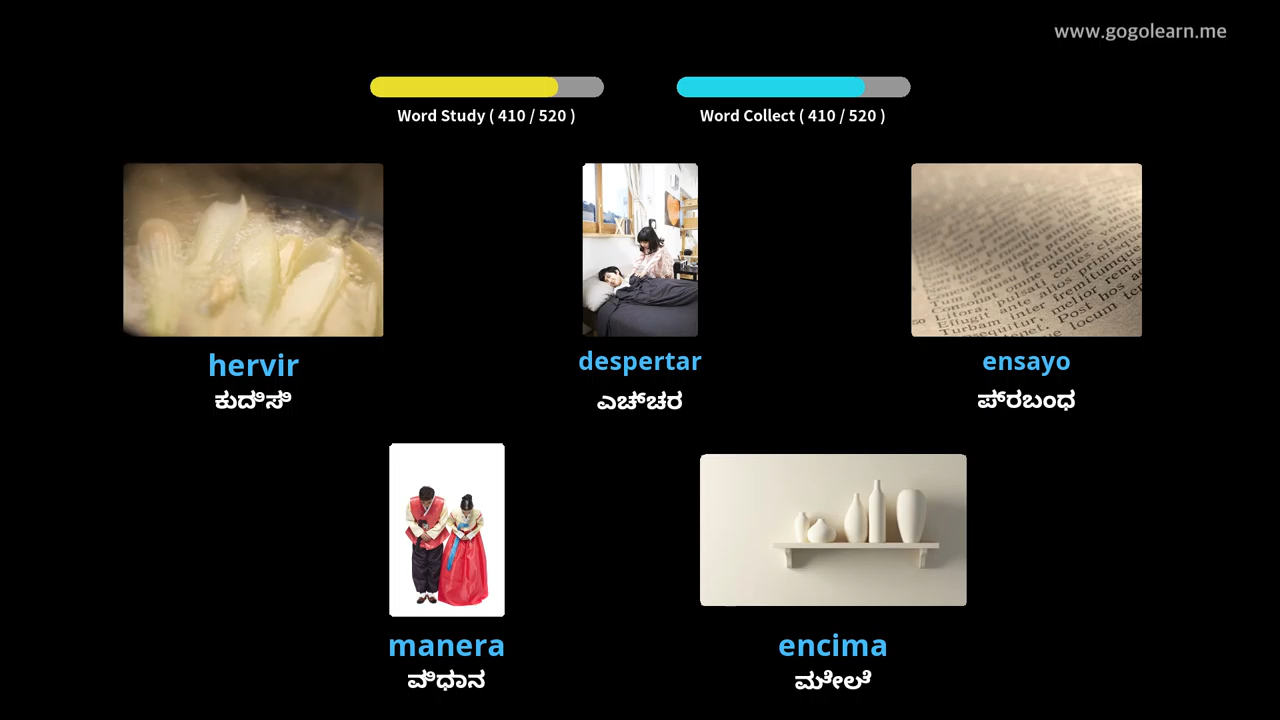 www.gogolearn.me
Word Study ( 410 / 520 )
Word Collect ( 410 / 520 )
hervir
ಕುದಿಸಿ
despertar
ಎಚ್ಚರ
ensayo
ಪ್ರಬಂಧ
manera
ವಿಧಾನ
encima
ಮೇಲೆ